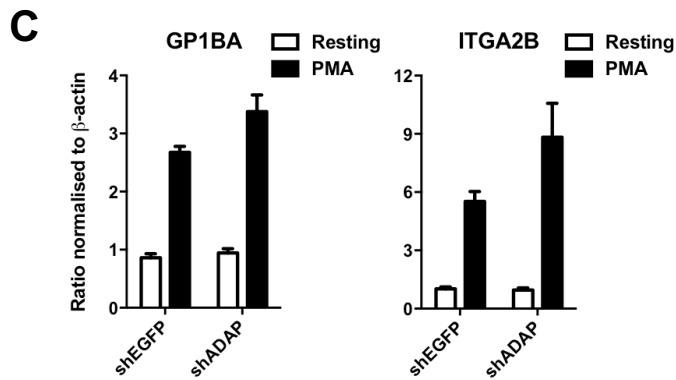 C
GP1BA
Resting
PMA
Ratio normalised to β-actin
4
3
2
1
0
shEGFP
shADAP
ITGA2B
Resting
PMA
12
9
6
3
0
shEGFP
shADAP